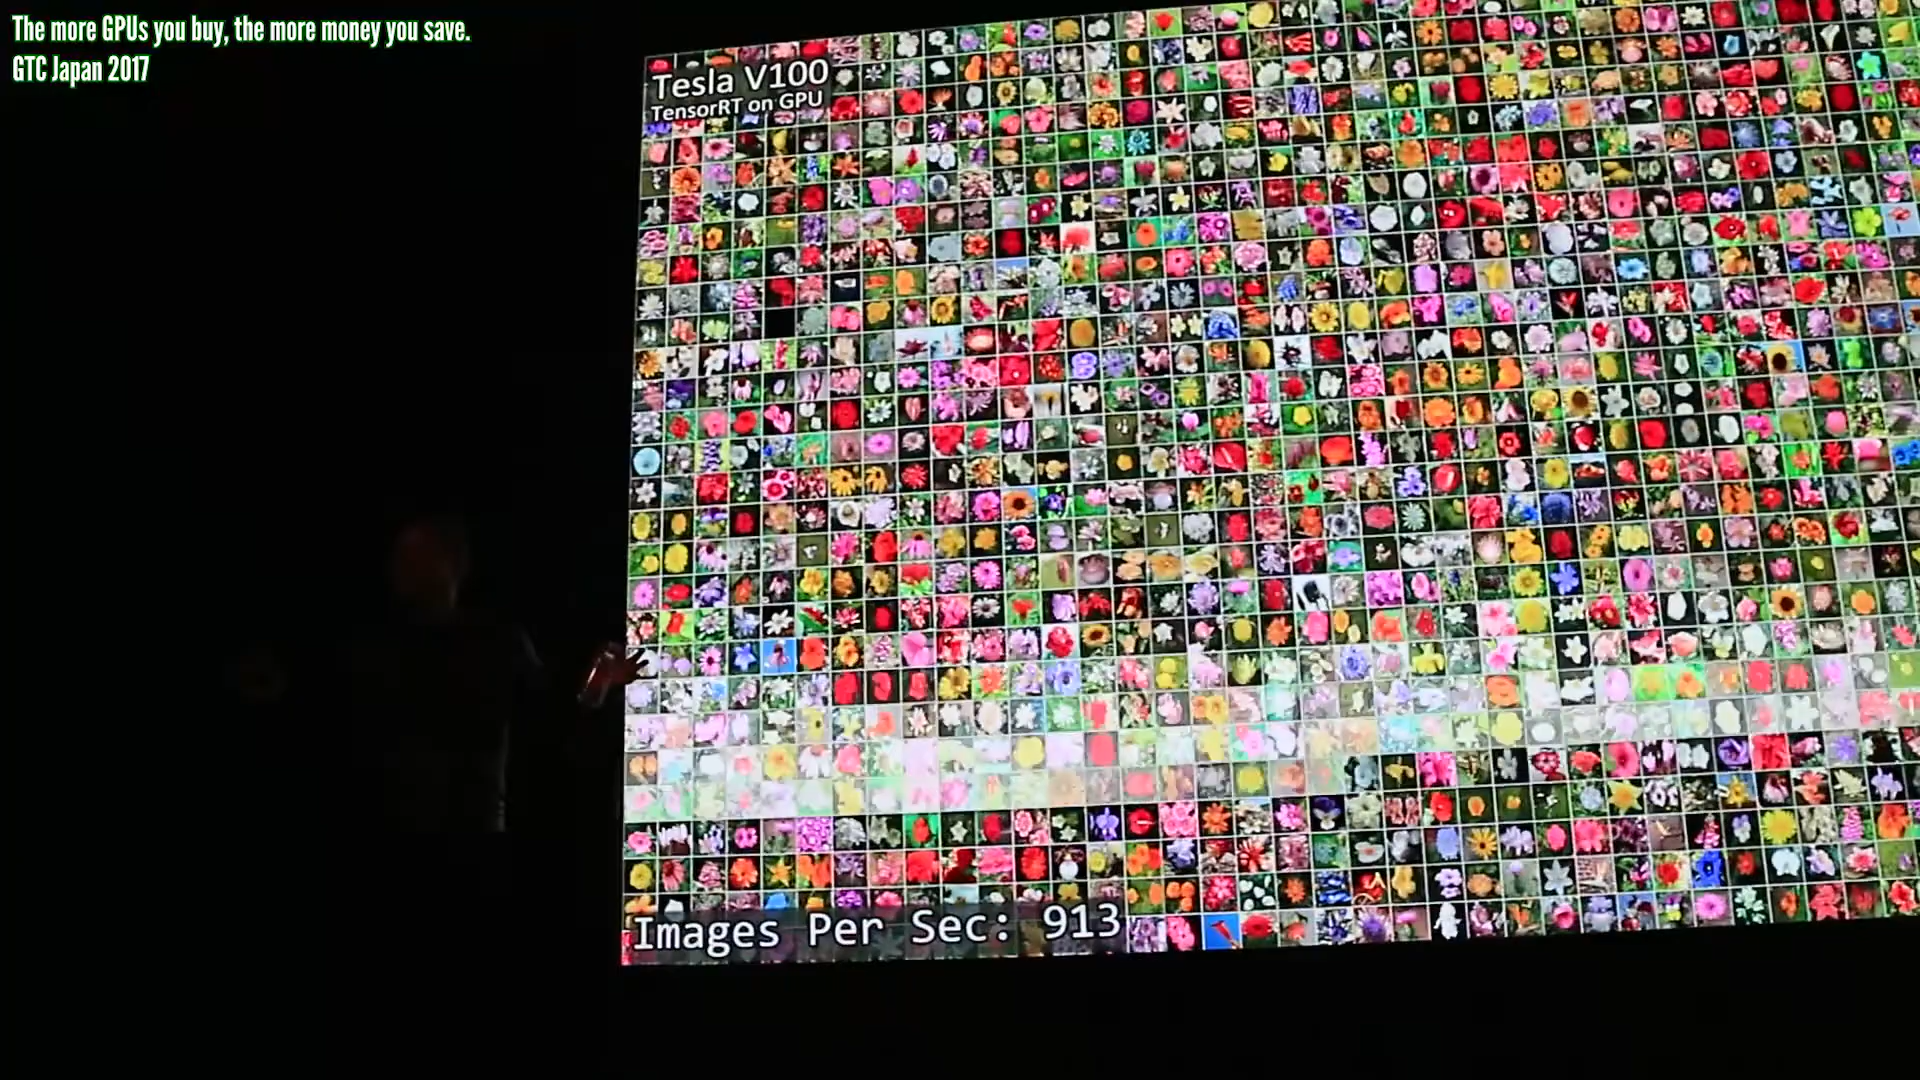 The more GPUs you buy, the more money you save.
GTC Japan 2017
Tesla V100
TensorRT on GPU
Images Per Sec: 913